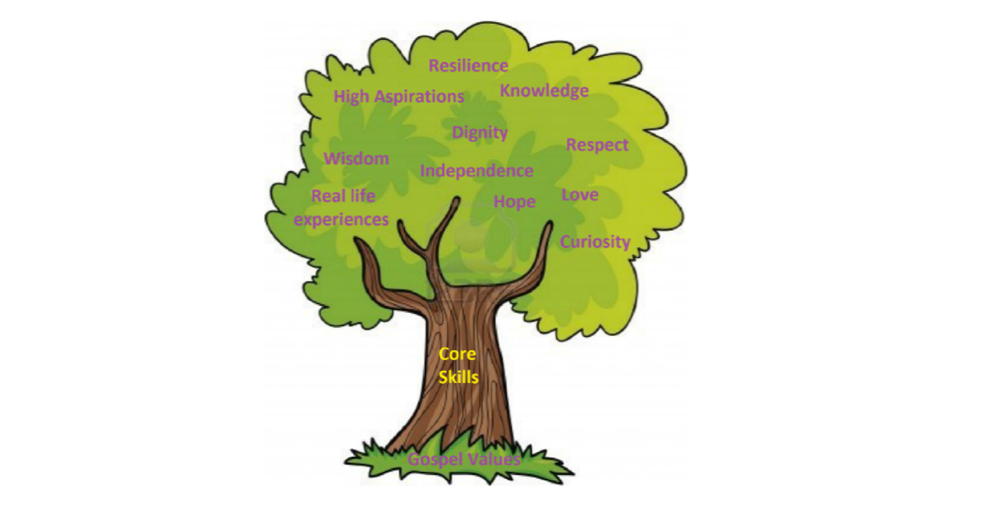 Resilience
High Aspirations
Knowledge
Dignity
Respect
Wisdom
Independence
Real life
experiences
Hope
Love
Curiosity
Core
Skills
Gospel Values